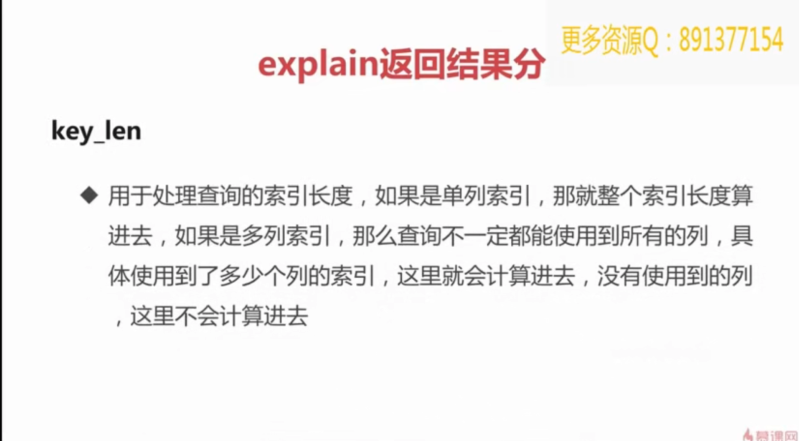 更多资源Q：891377154
explain返回结果分
key_len
◆ 用于处理查询的索引长度，如果是单列索引，那就整个索引长度算
进去，如果是多列索引，那么查询不一定都能使用到所有的列，具
体使用到了多少个列的索引，这里就会计算进去，没有使用到的列
，这里不会计算进去
慕课网